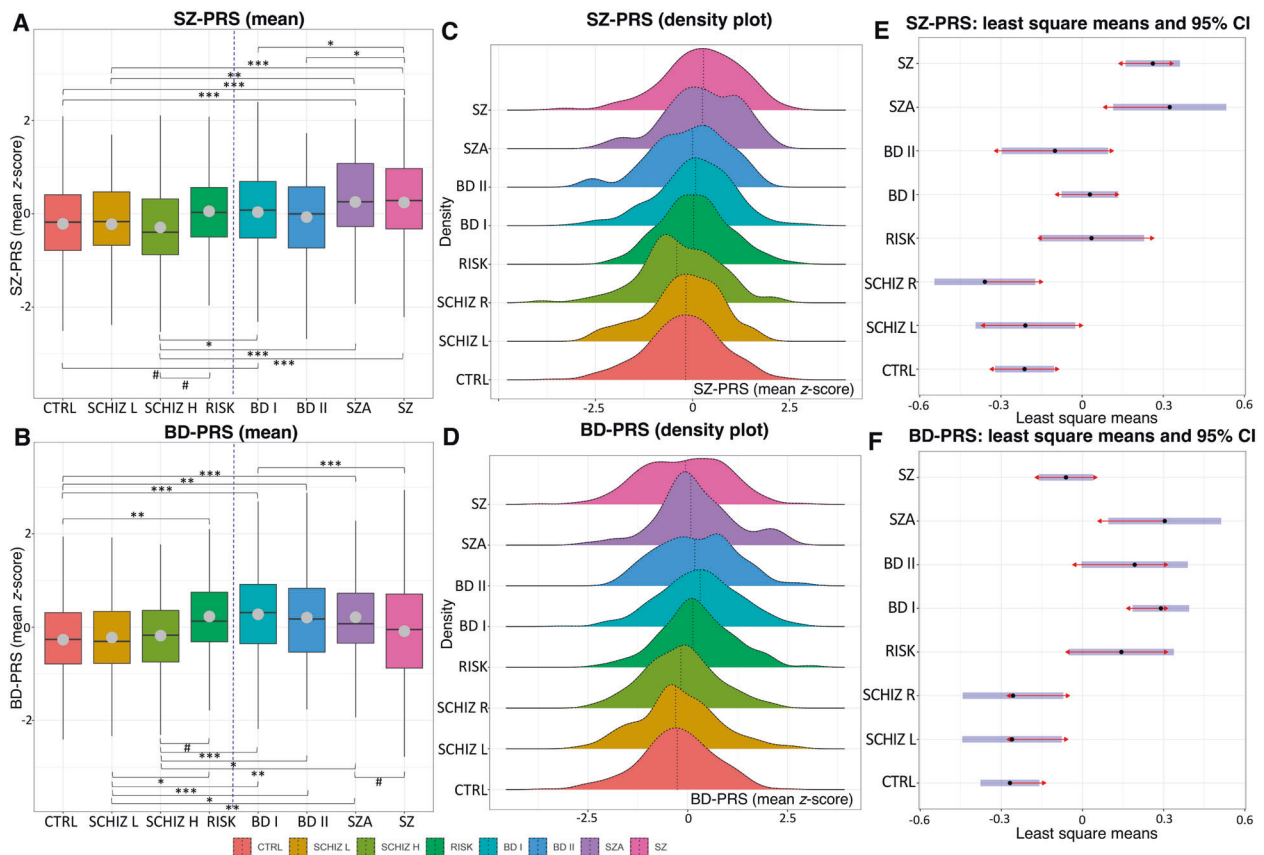 A
SZ-PRS (mean)
SZ-PRS (mean z-score)
2
0
-2
*
*
***
**
***
***
*
***
***
#
#
CTRL SCHIZ L SCHIZ H RISK BD I BD II SZA SZ
B
BD-PRS (mean)
BD-PRS (mean z-score)
2
0
-2
***
***
**
***
**
#
***
*
**
#
*
***
*
**
CTRL SCHIZ L SCHIZ H RISK BD I BD II SZA SZ
C
SZ-PRS (density plot)
Density
SZ
SZA
BD II
BD I
RISK
SCHIZ R
SCHIZ L
CTRL
SZ-PRS (mean z-score)
-2.5 0 2.5
D
BD-PRS (density plot)
Density
SZ
SZA
BD II
BD I
RISK
SCHIZ R
SCHIZ L
CTRL
BD-PRS (mean z-score)
-2.5 0 2.5
E
SZ-PRS: least square means and 95% CI
SZ
SZA
BD II
BD I
RISK
SCHIZ R
SCHIZ L
CTRL
-0.6 -0.3 0 0.3 0.6
Least square means
F
BD-PRS: least square means and 95% CI
SZ
SZA
BD II
BD I
RISK
SCHIZ R
SCHIZ L
CTRL
-0.6 -0.3 0 0.3 0.6
Least square means
CTRL SCHIZ L SCHIZ H RISK BD I BD II SZA SZ